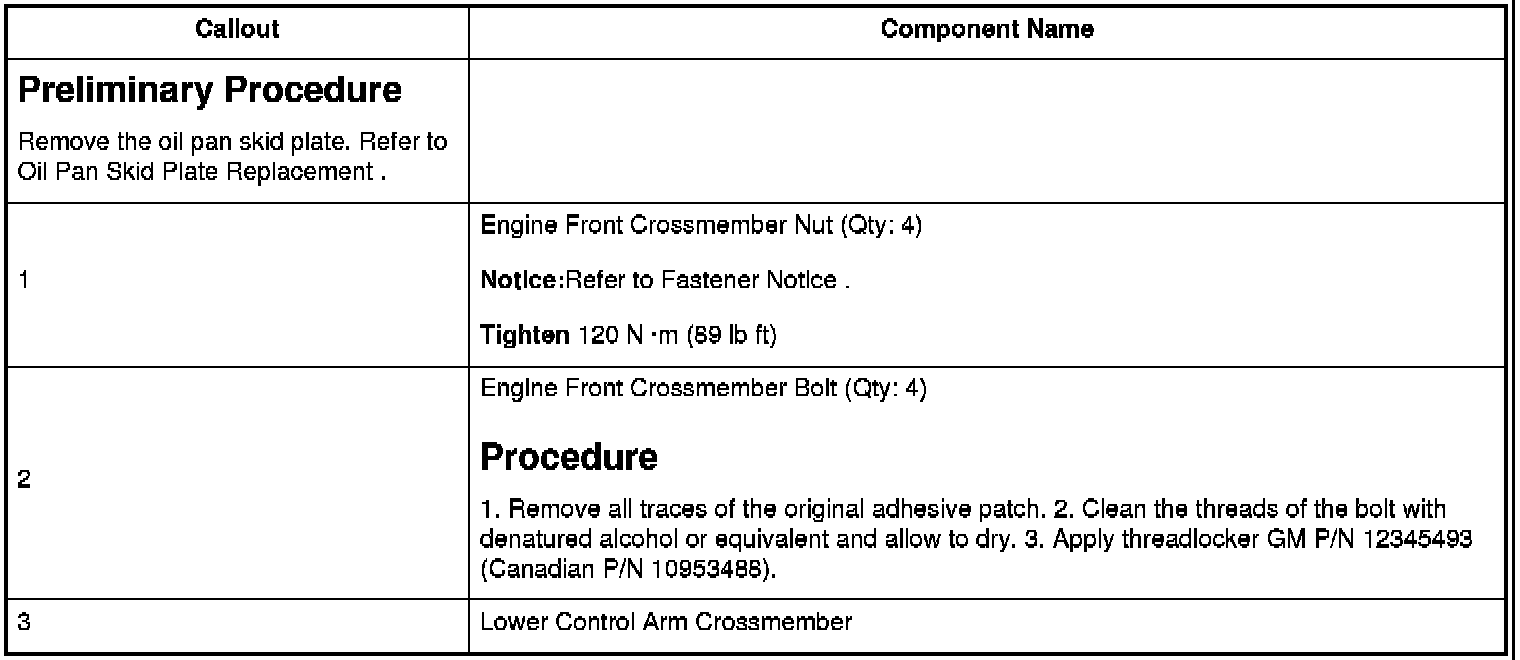 Callout
Component Name
Preliminary Procedure
Remove the oil pan skid plate. Refer to
Oil Pan Skid Plate Replacement .
1
Engine Front Crossmember Nut (Qty: 4)
Notice:Refer to Fastener Notice .
Tighten 120 N ·m (89 lb ft)
2
Engine Front Crossmember Bolt (Qty: 4)
Procedure
1. Remove all traces of the original adhesive patch. 2. Clean the threads of the bolt with
denatured alcohol or equivalent and allow to dry. 3. Apply threadlocker GM P/N 12345493
(Canadian P/N 10953488).
3
Lower Control Arm Crossmember